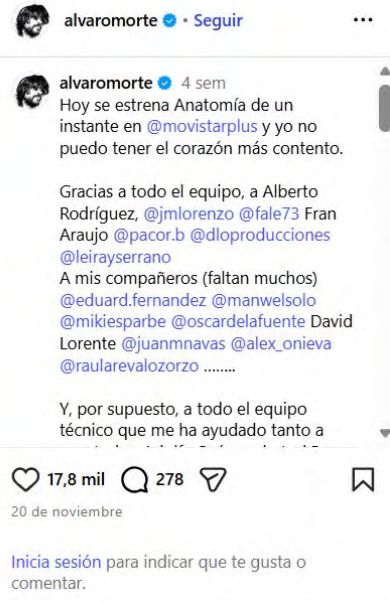 alvaromorte • Seguir
alvaromorte 4 sem
Hoy se estrena Anatomía de un
instante en @movistarplus y yo no
puedo tener el corazón más contento.
Gracias a todo el equipo, a Alberto
Rodríguez, @jmlorenzo @fale73 Fran
Araujo @pacor.b @dloproducciones
@leirayserrano
A mis compañeros (faltan muchos)
@eduard.fernandez @manwelsolo
@mikiesparbe @oscardelafuente David
Lorente @juanmnavas @alex_onieva
@raularevalozorzo ........
Y, por supuesto, a todo el equipo
técnico que me ha ayudado tanto a
17,8 mil 278
20 de noviembre
Inicia sesión para indicar que te gusta o
comentar.